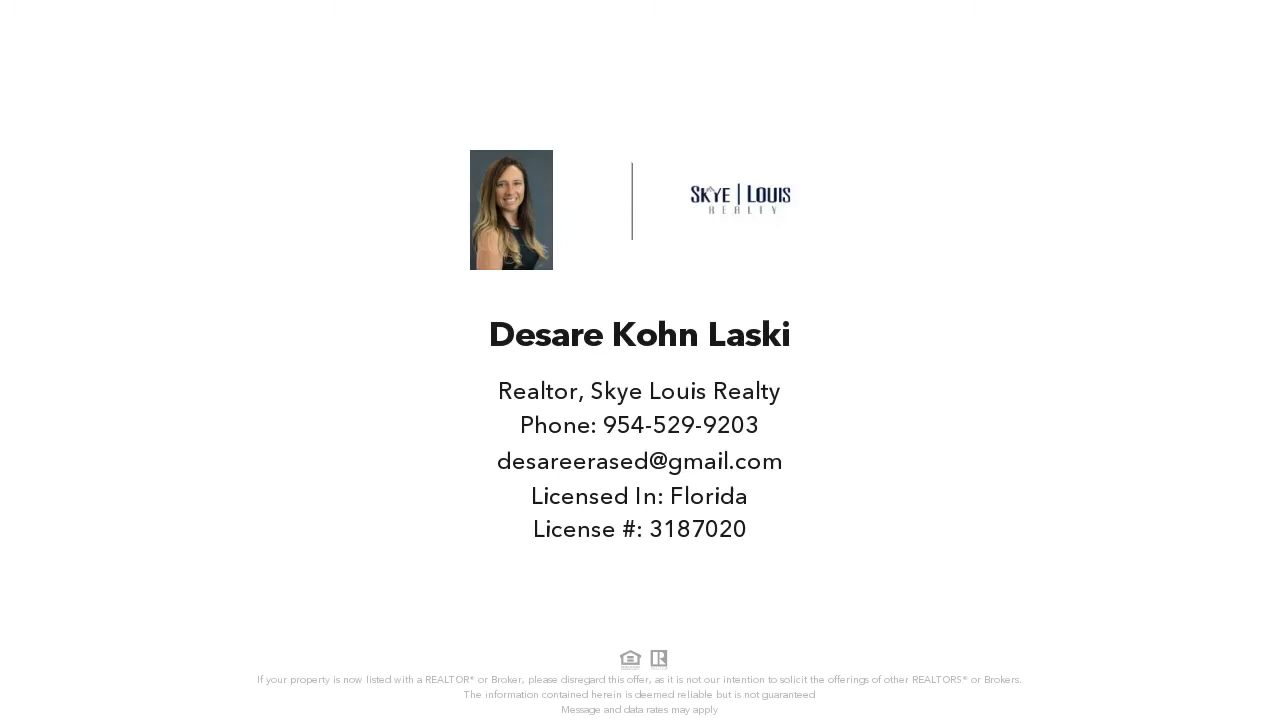 SKYE | LOUIS
REALTY
Desare Kohn Laski
Realtor, Skye Louis Realty
Phone: 954-529-9203
desareerased@gmail.com
Licensed In: Florida
License #: 3187020
If your property is now listed with a REALTOR® or Broker, please disregard this offer, as it is not our intention to solicit the offerings of other REALTORS® or Brokers.
The information contained herein is deemed reliable but is not guaranteed
Message and data rates may apply